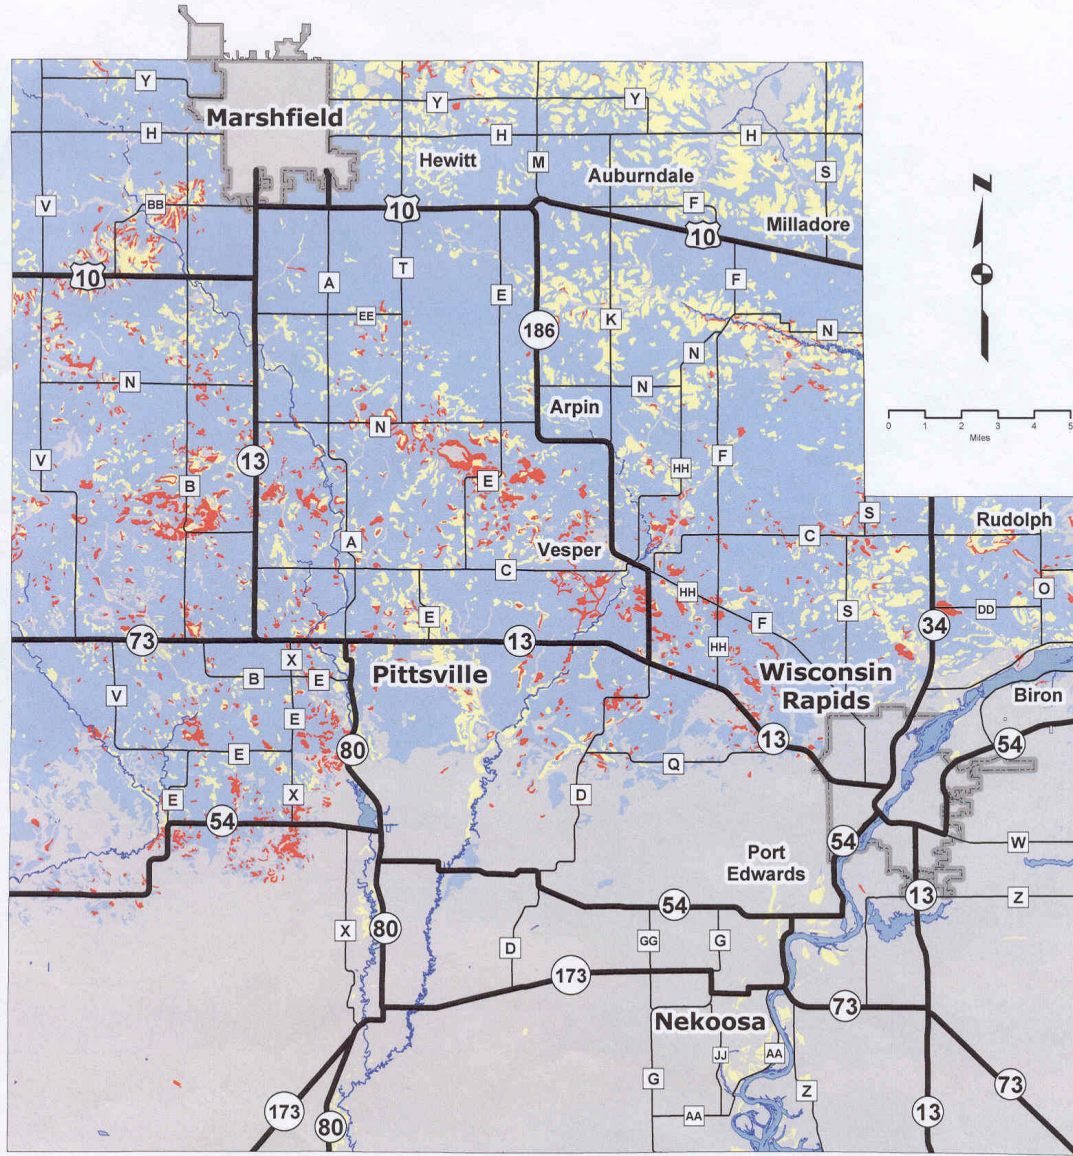 Y
Marshfield
Y
Y
H
H
H
Hewitt
M
Auburndale
S
V
BB
10
F
Milladore
10
10
A
T
F
E
EE
K
186
N
N
N
N
Arpin
N
0 1 2 3 4 5
Miles
V
13
F
HH
B
E
S
Rudolph
A
Vesper
C
C
O
HH
S
DD
E
F
34
73
13
HH
X
Pittsville
Wisconsin
Rapids
B
E
V
Biron
E
80
13
54
E
Q
E
X
D
54
54
W
Port
Edwards
13
Z
54
X
80
GG
G
D
173
73
Nekoosa
JJ
AA
G
Z
73
173
80
AA
13